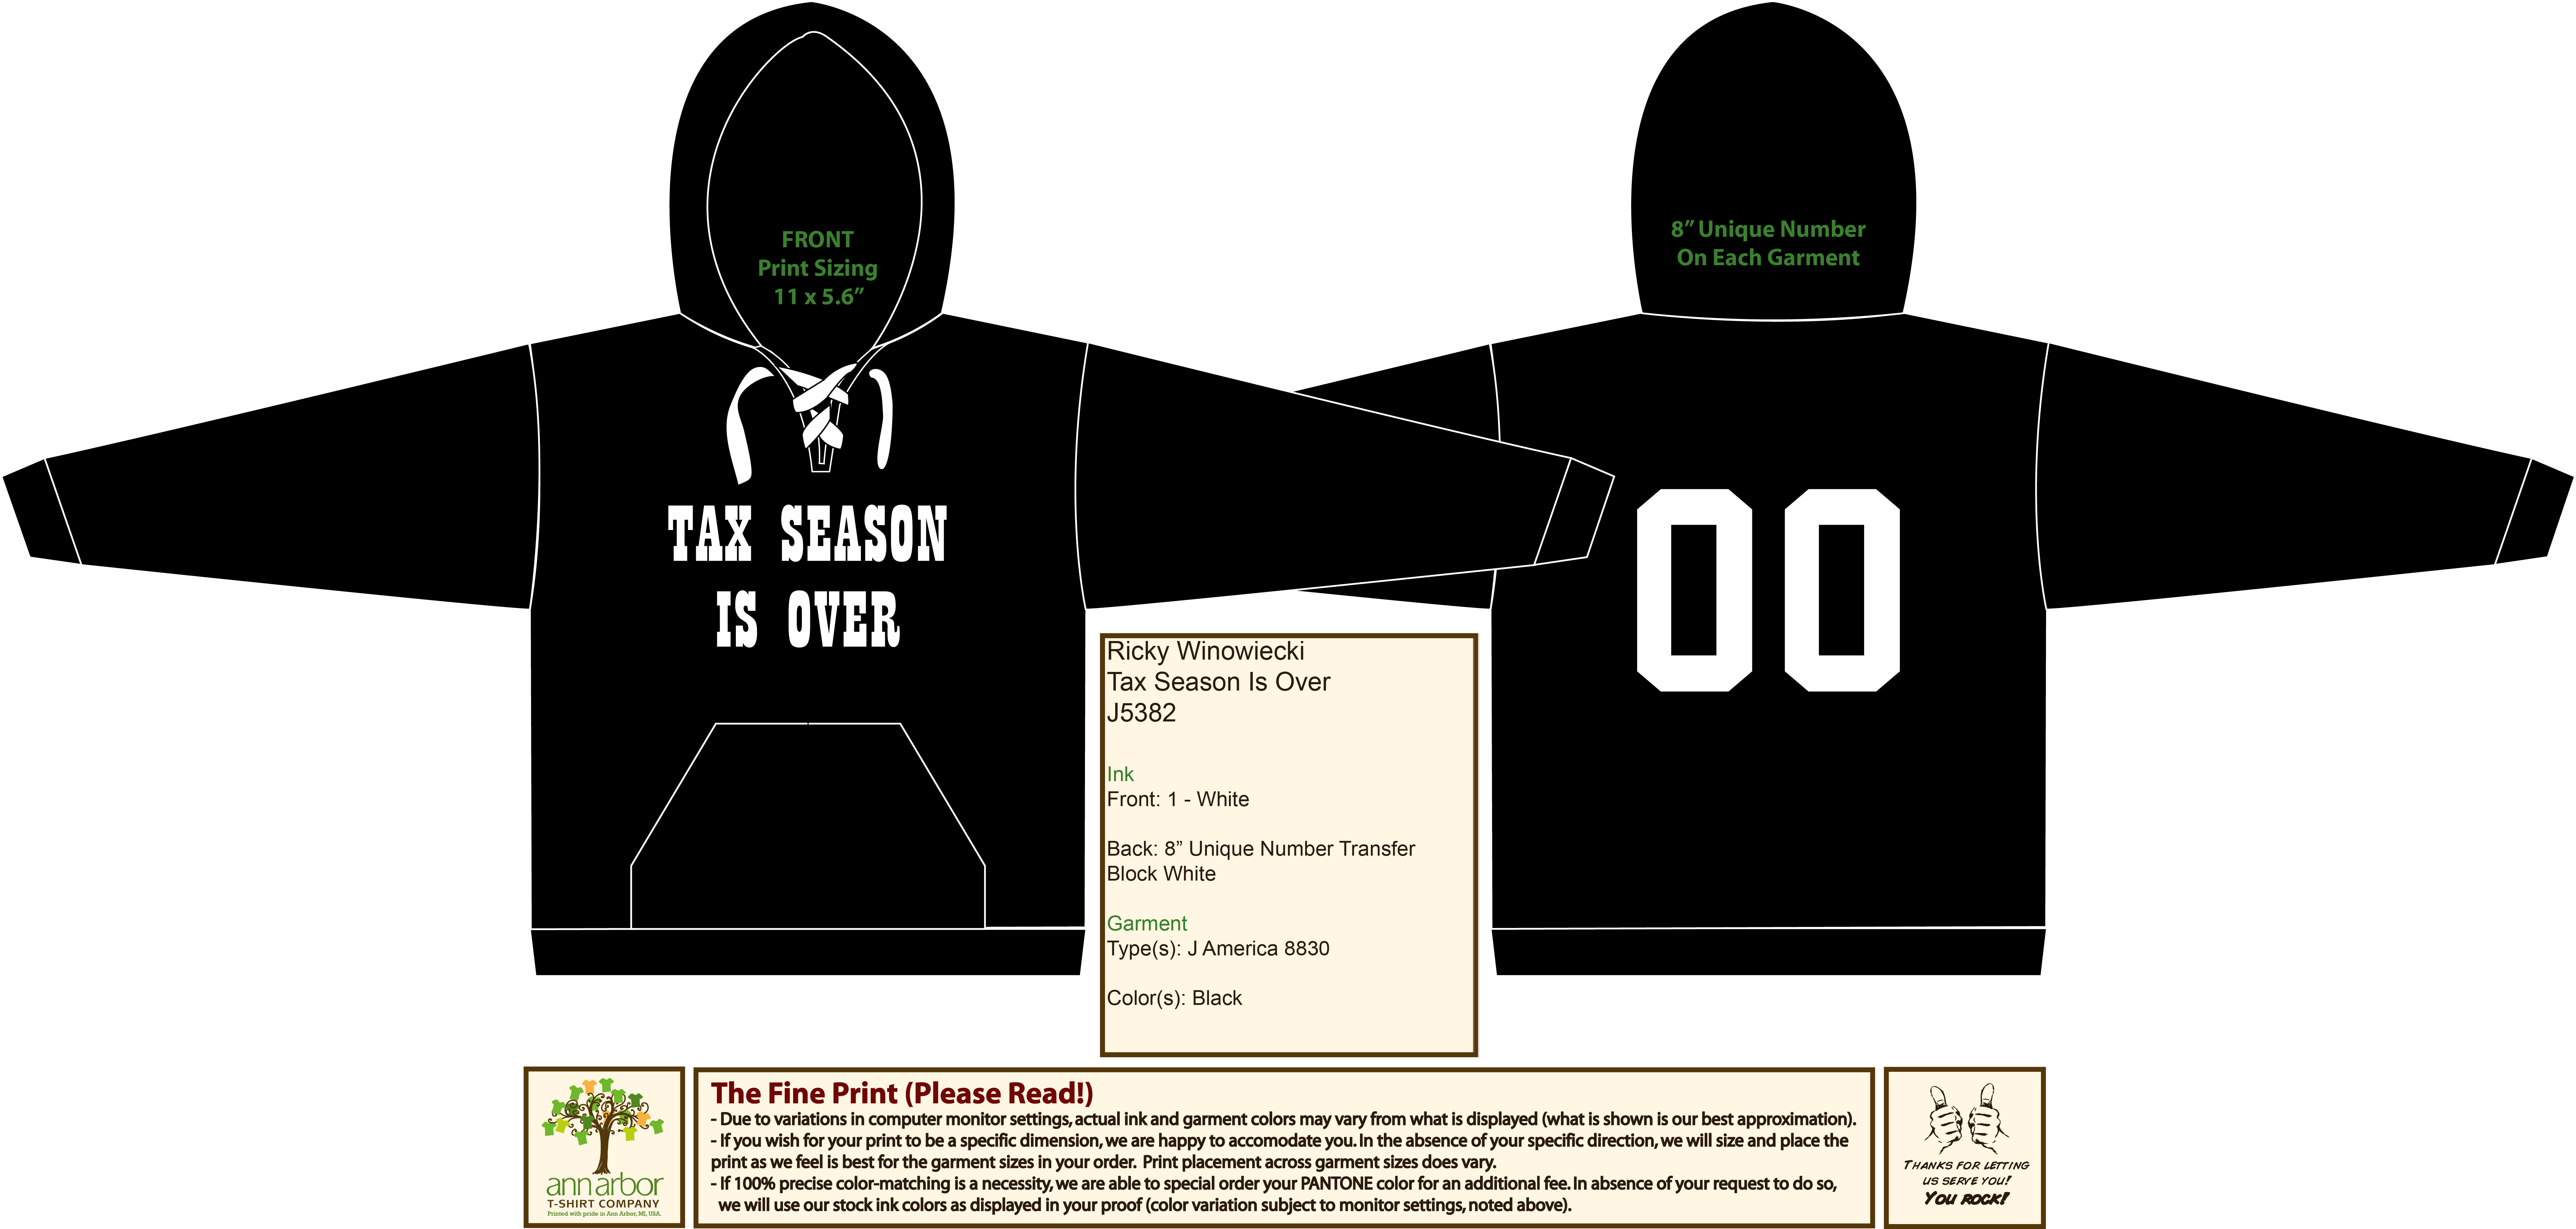 FRONT
Print Sizing
11 x 5.6”
TAX SEASON
IS OVER
8” Unique Number
On Each Garment
00
Ricky Winowiecki
Tax Season Is Over
J5382
Ink
Front: 1 - White
Back: 8” Unique Number Transfer
Block White
Garment
Type(s): J America 8830
Color(s): Black
ann arbor
T-SHIRT COMPANY
Printed with pride in Ann Arbor, MI, USA.
The Fine Print (Please Read!)
- Due to variations in computer monitor settings, actual ink and garment colors may vary from what is displayed (what is shown is our best approximation).
- If you wish for your print to be a specific dimension, we are happy to accomodate you. In the absence of your specific direction, we will size and place the
print as we feel is best for the garment sizes in your order. Print placement across garment sizes does vary.
- If 100% precise color-matching is a necessity, we are able to special order your PANTONE color for an additional fee. In absence of your request to do so,
we will use our stock ink colors as displayed in your proof (color variation subject to monitor settings, noted above).
THANKS FOR LETTING
US SERVE YOU!
YOU ROCK!